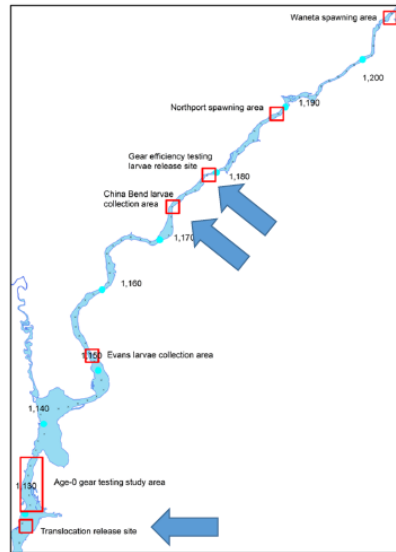 Waneta spawning area
1,200
1,190
Northport spawning area
Gear efficiency testing
larvae release site
1,180
China Bend larvae
collection area
1,170
1,160
1,150
Evans larvae collection area
1,140
1,130
Age-0 gear testing study area
Translocation release site